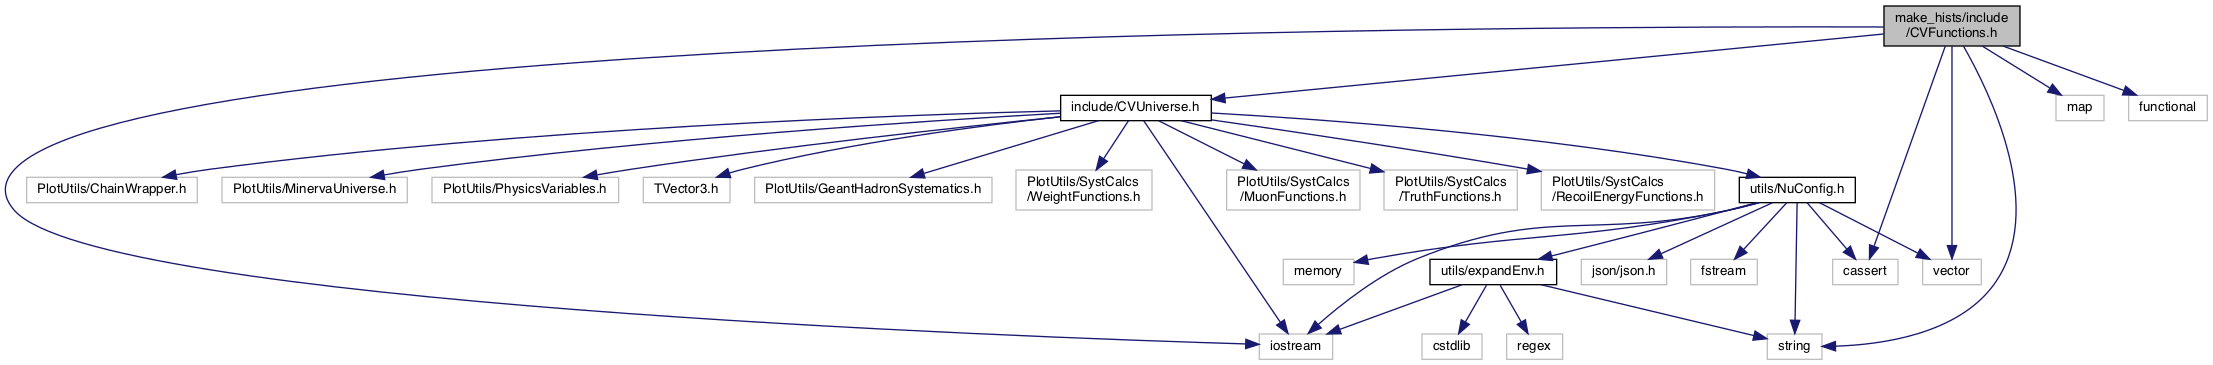 make_hists/include
/CVFunctions.h
include/CVUniverse.h
map
functional
PlotUtils/ChainWrapper.h
PlotUtils/MinervaUniverse.h
PlotUtils/PhysicsVariables.h
TVector3.h
PlotUtils/GeantHadronSystematics.h
PlotUtils/SystCalcs
/WeightFunctions.h
PlotUtils/SystCalcs
/MuonFunctions.h
PlotUtils/SystCalcs
/TruthFunctions.h
PlotUtils/SystCalcs
/RecoilEnergyFunctions.h
utils/NuConfig.h
memory
utils/expandEnv.h
json/json.h
fstream
cassert
vector
iostream
cstdlib
regex
string